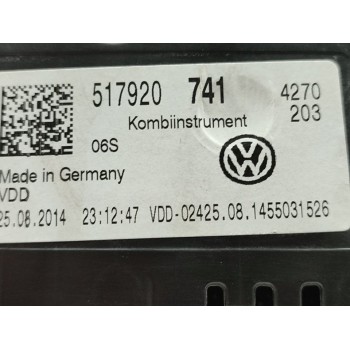 517920 741 4270
Kombiinstrument 203
06S
Made in Germany
VDD
25.08.2014 23:12:47 VDD-02425.08.1455031526